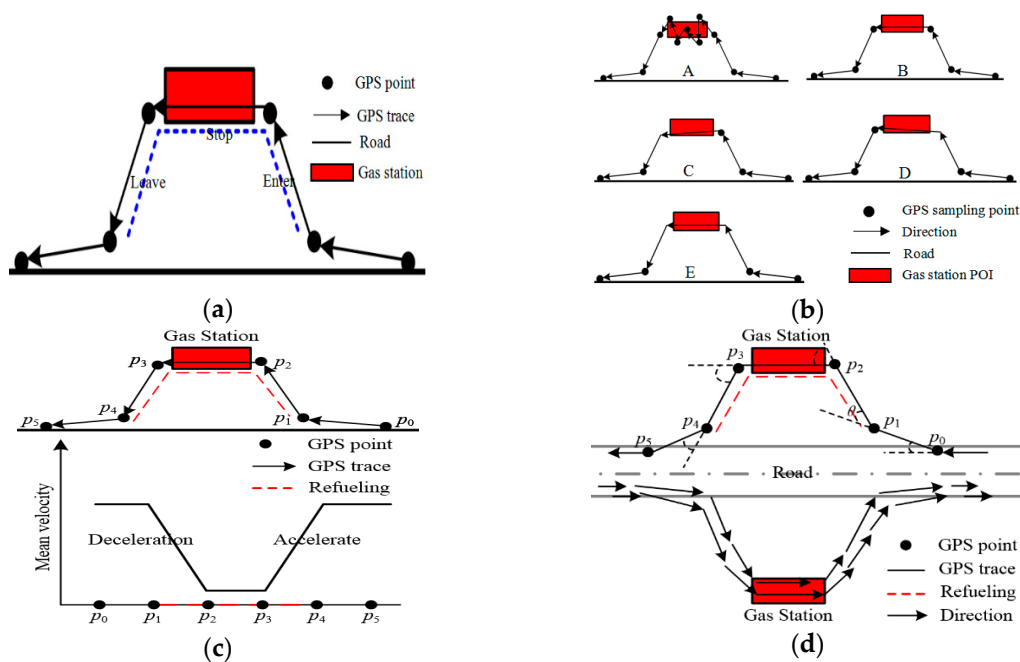 Stop
Leave
Enter
GPS point
GPS trace
Road
Gas station
(a)
A
B
C
D
E
GPS sampling point
Direction
Road
Gas station POI
(b)
Gas Station
p3
p2
p4
p1
p5
p0
GPS point
GPS trace
Refueling
Mean velocity
Deceleration
Accelerate
p0
p1
p2
p3
p4
p5
(c)
Gas Station
p3
p2
θ
p1
p4
p5
p0
Road
Gas Station
GPS point
GPS trace
Refueling
Direction
(d)